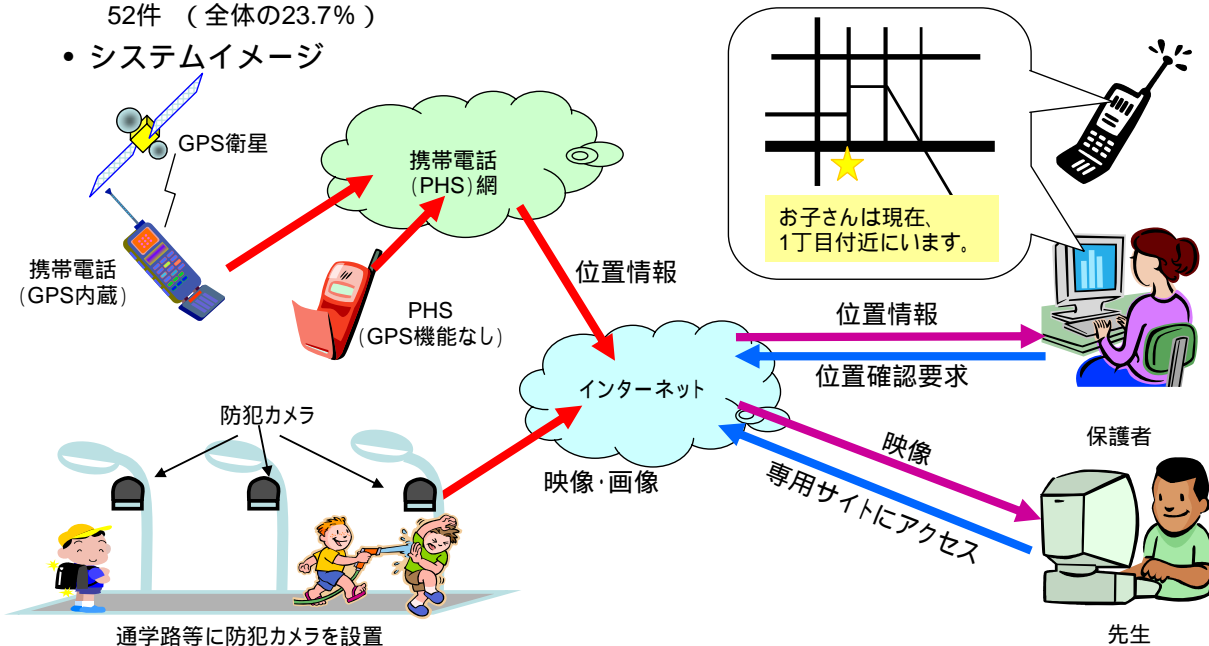 52件 （全体の23.7％）
• システムイメージ
GPS衛星
携帯電話
(GPS内蔵)
携帯電話
(PHS)網
PHS
(GPS機能なし)
位置情報
お子さんは現在、
1丁目付近にいます。
インターネット
位置情報
位置確認要求
保護者
防犯カメラ
映像・画像
映像
専用サイトにアクセス
通学路等に防犯カメラを設置
先生